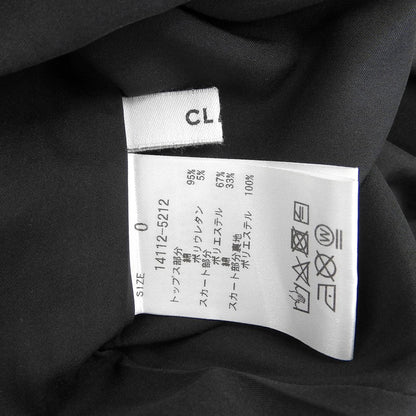 CL
SIZE 0
14112-5212
トップス部分
綿 95%
ポリウレタン 5%
スカート部分
綿 67%
ポリエステル 33%
スカート部分裏地
ポリエステル 100%
W